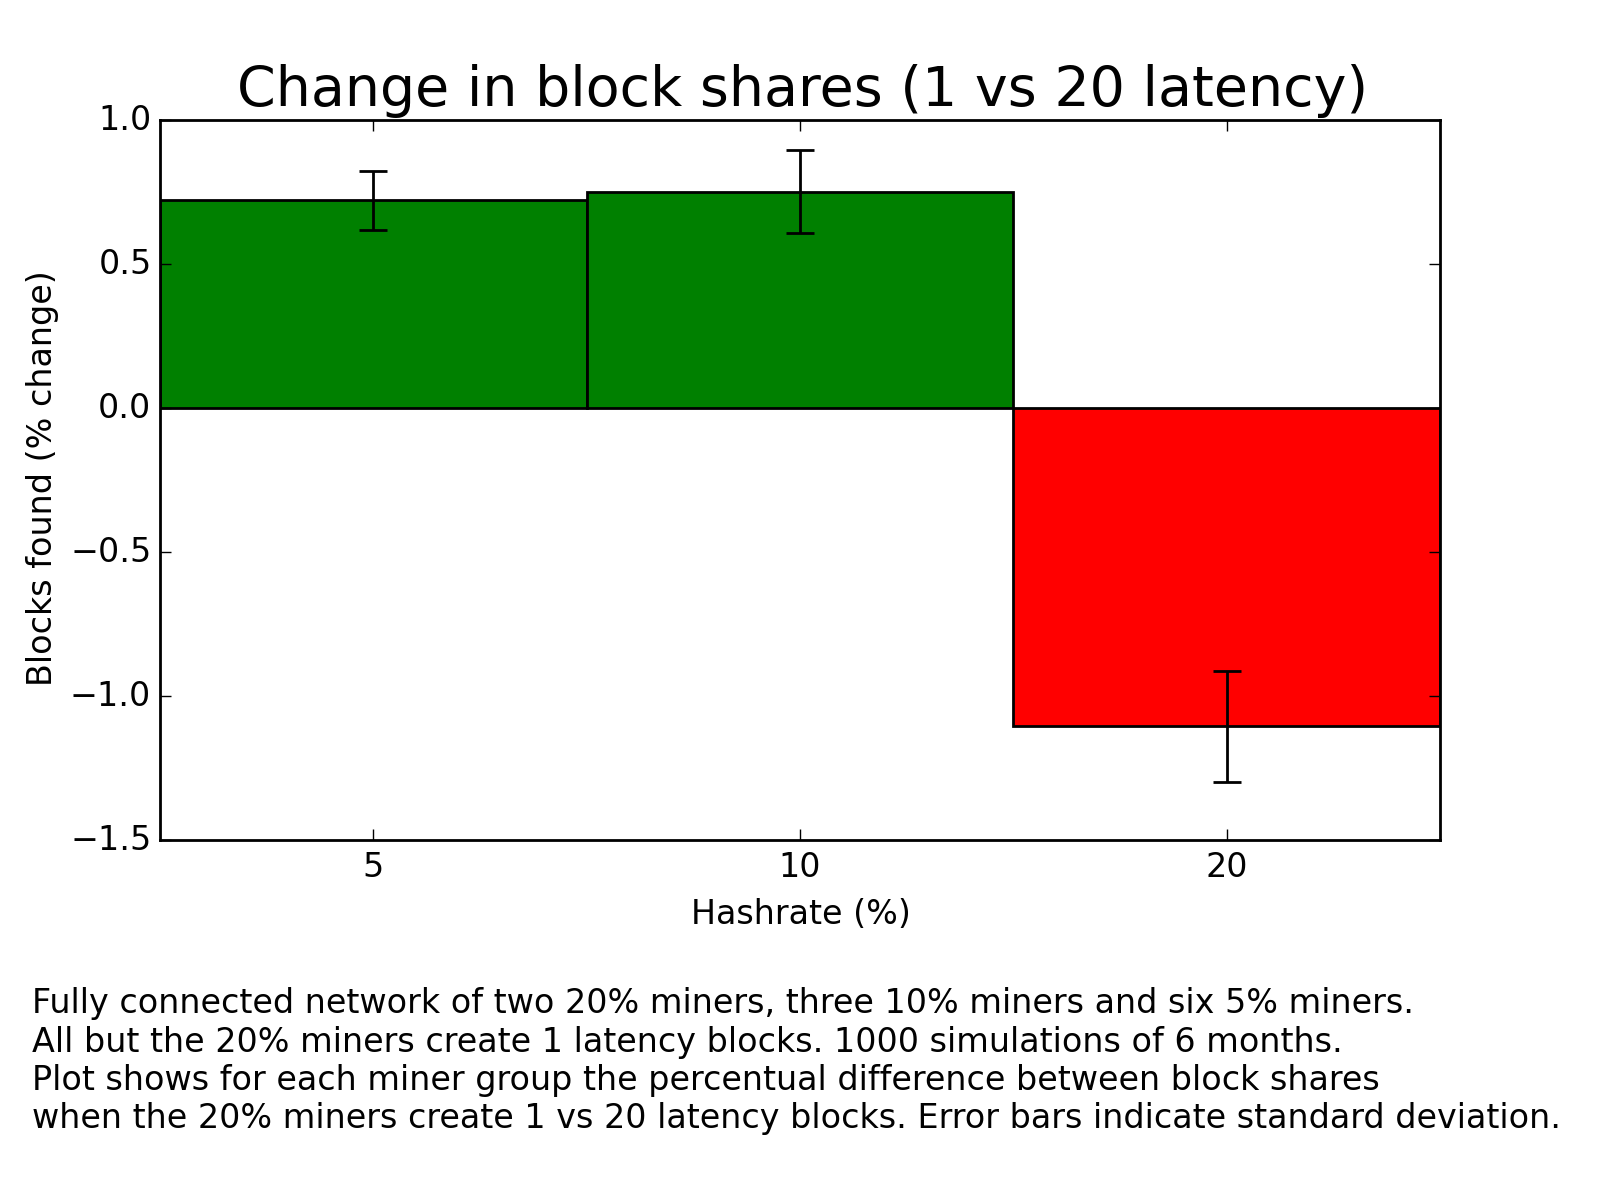 Change in block shares (1 vs 20 latency)
1.0
0.5
0.0
−0.5
−1.0
−1.5
Blocks found (% change)
5 10 20
Hashrate (%)
Fully connected network of two 20% miners, three 10% miners and six 5% miners.
All but the 20% miners create 1 latency blocks. 1000 simulations of 6 months.
Plot shows for each miner group the percentual difference between block shares
when the 20% miners create 1 vs 20 latency blocks. Error bars indicate standard deviation.